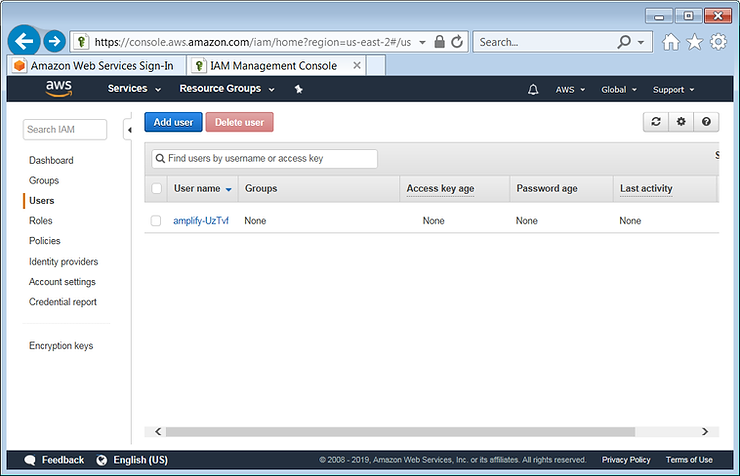 https://console.aws.amazon.com/iam/home?region=us-east-2#/us
Search...
Amazon Web Services Sign-In
IAM Management Console
aws
Services
Resource Groups
AWS
Global
Support
Search IAM
Add user
Delete user
Dashboard
Groups
Users
Roles
Policies
Identity providers
Account settings
Credential report
Encryption keys
Find users by username or access key
User name Groups Access key age Password age Last activity
amplify-UzTvf None None None None
Feedback English (US) © 2008 - 2019, Amazon Web Services, Inc. or its affiliates. All rights reserved. Privacy Policy Terms of Use